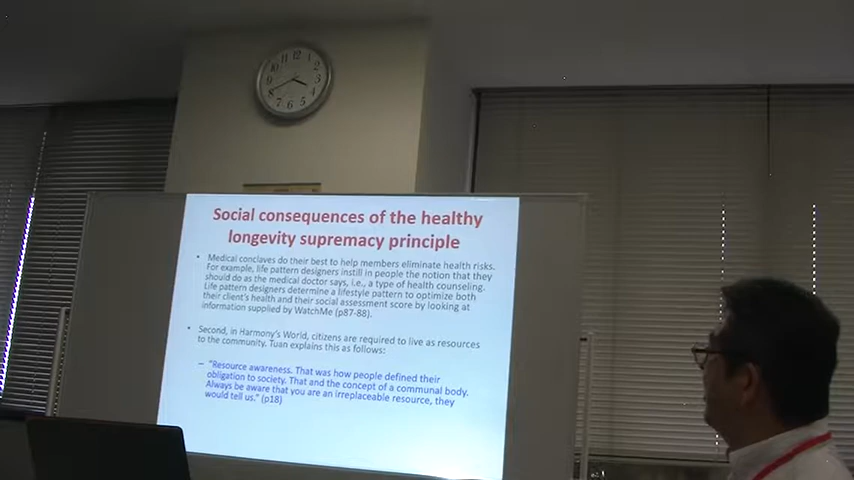 12
Social consequences of the healthy
longevity supremacy principle
• Medical conclaves do their best to help members eliminate health risks.
For example, life pattern designers instill in people the notion that they
should do as the medical doctor says, i.e., a type of health counseling.
Life pattern designers determine a lifestyle pattern to optimize both
their client's health and their social assessment score by looking at
information supplied by WatchMe (p87-88).
• Second, in Harmony's World, citizens are required to live as resources
to the community. Tuan explains this as follows:
– "Resource awareness. That was how people defined their
obligation to society. That and the concept of a communal body.
Always be aware that you are an irreplaceable resource, they
would tell us." (p18)